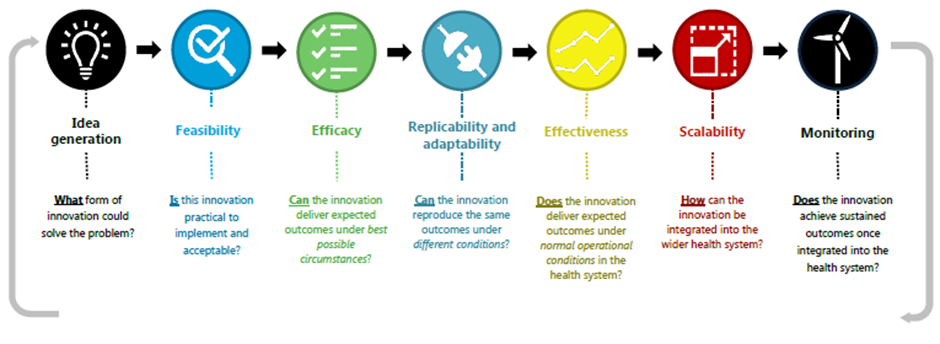 Idea
generation
Feasibility
Efficacy
Replicability and
adaptability
Effectiveness
Scalability
Monitoring
What form of
innovation could
solve the problem?
Is this innovation
practical to
implement and
acceptable?
Can the innovation
deliver expected
outcomes under best
possible
circumstances?
Can the innovation
reproduce the same
outcomes under
different conditions?
Does the innovation
deliver expected
outcomes under
normal operational
conditions in the
health system?
How can the
innovation be
integrated into the
wider health system?
Does the innovation
achieve sustained
outcomes once
integrated into the
health system?